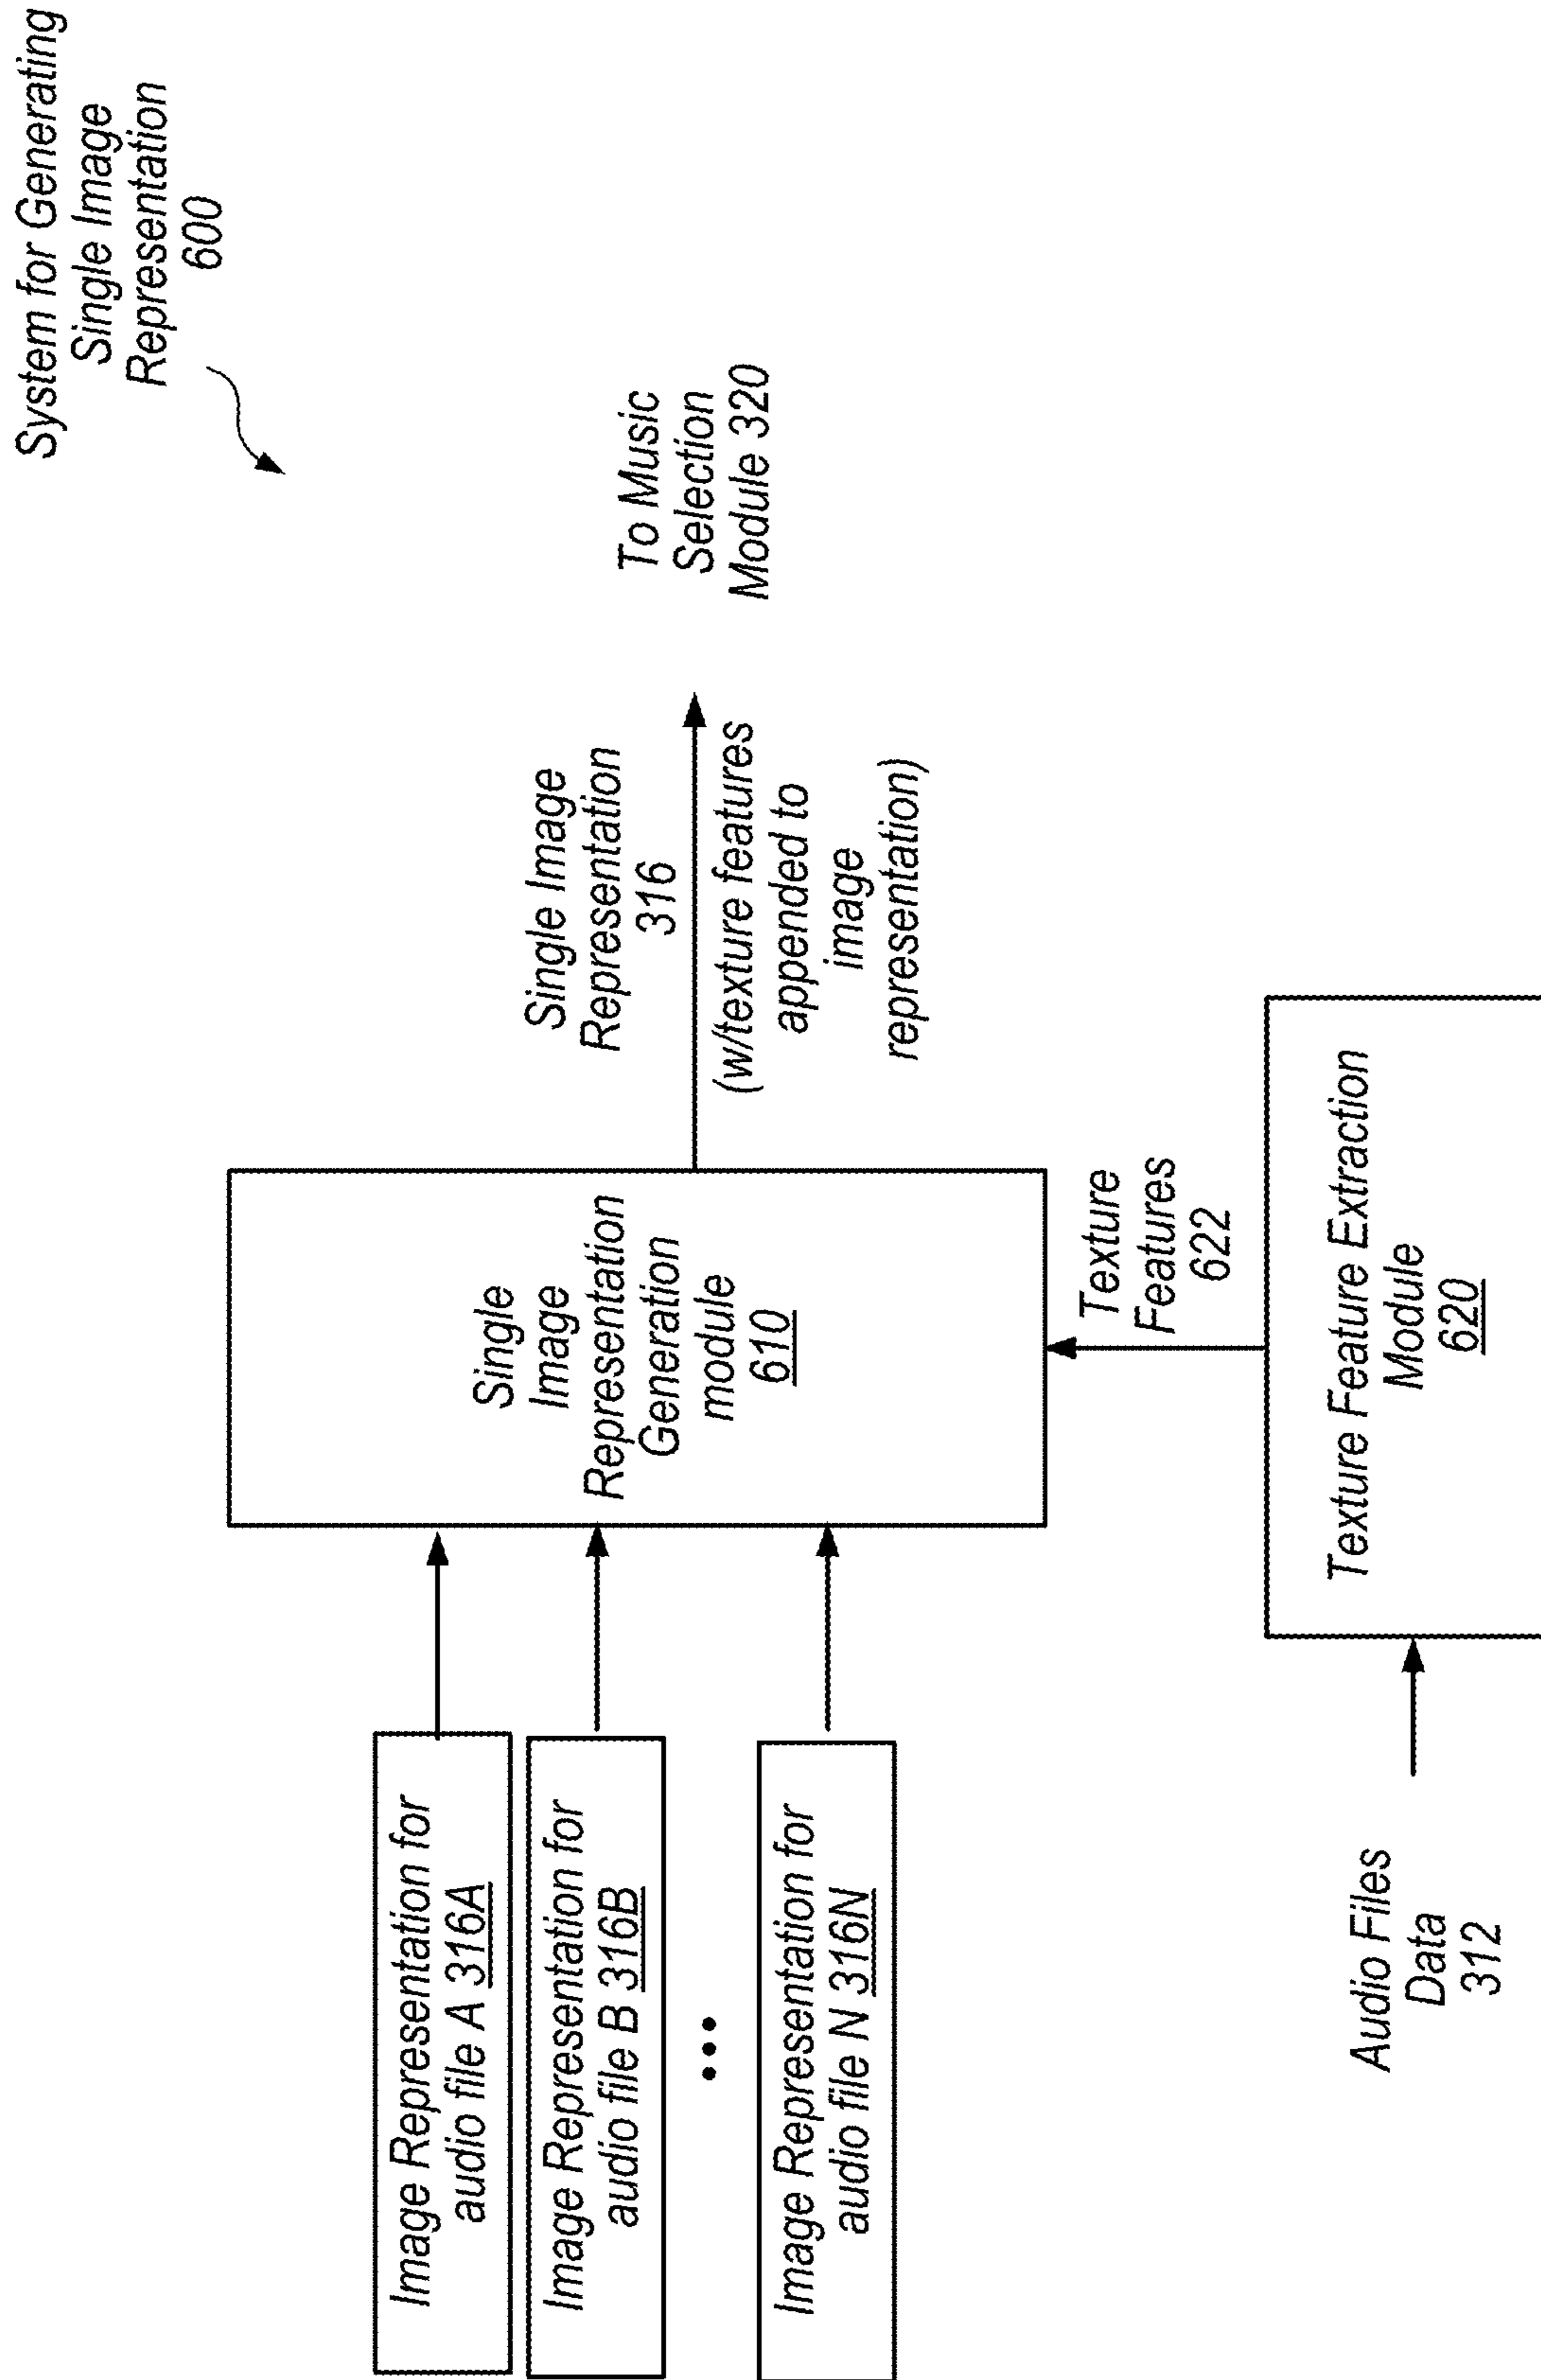 System for Generating
Single Image
Representation
600
Image Representation for
audio file A 316A
Image Representation for
audio file B 316B
Image Representation for
audio file N 316N
Single
Image
Representation
Generation
module
610
Single Image
Representation
316
(w/texture features
appended to
image
representation)
To Music
Selection
Module 320
Texture
Features
622
Audio Files
Data
312
Texture Feature Extraction
Module
620